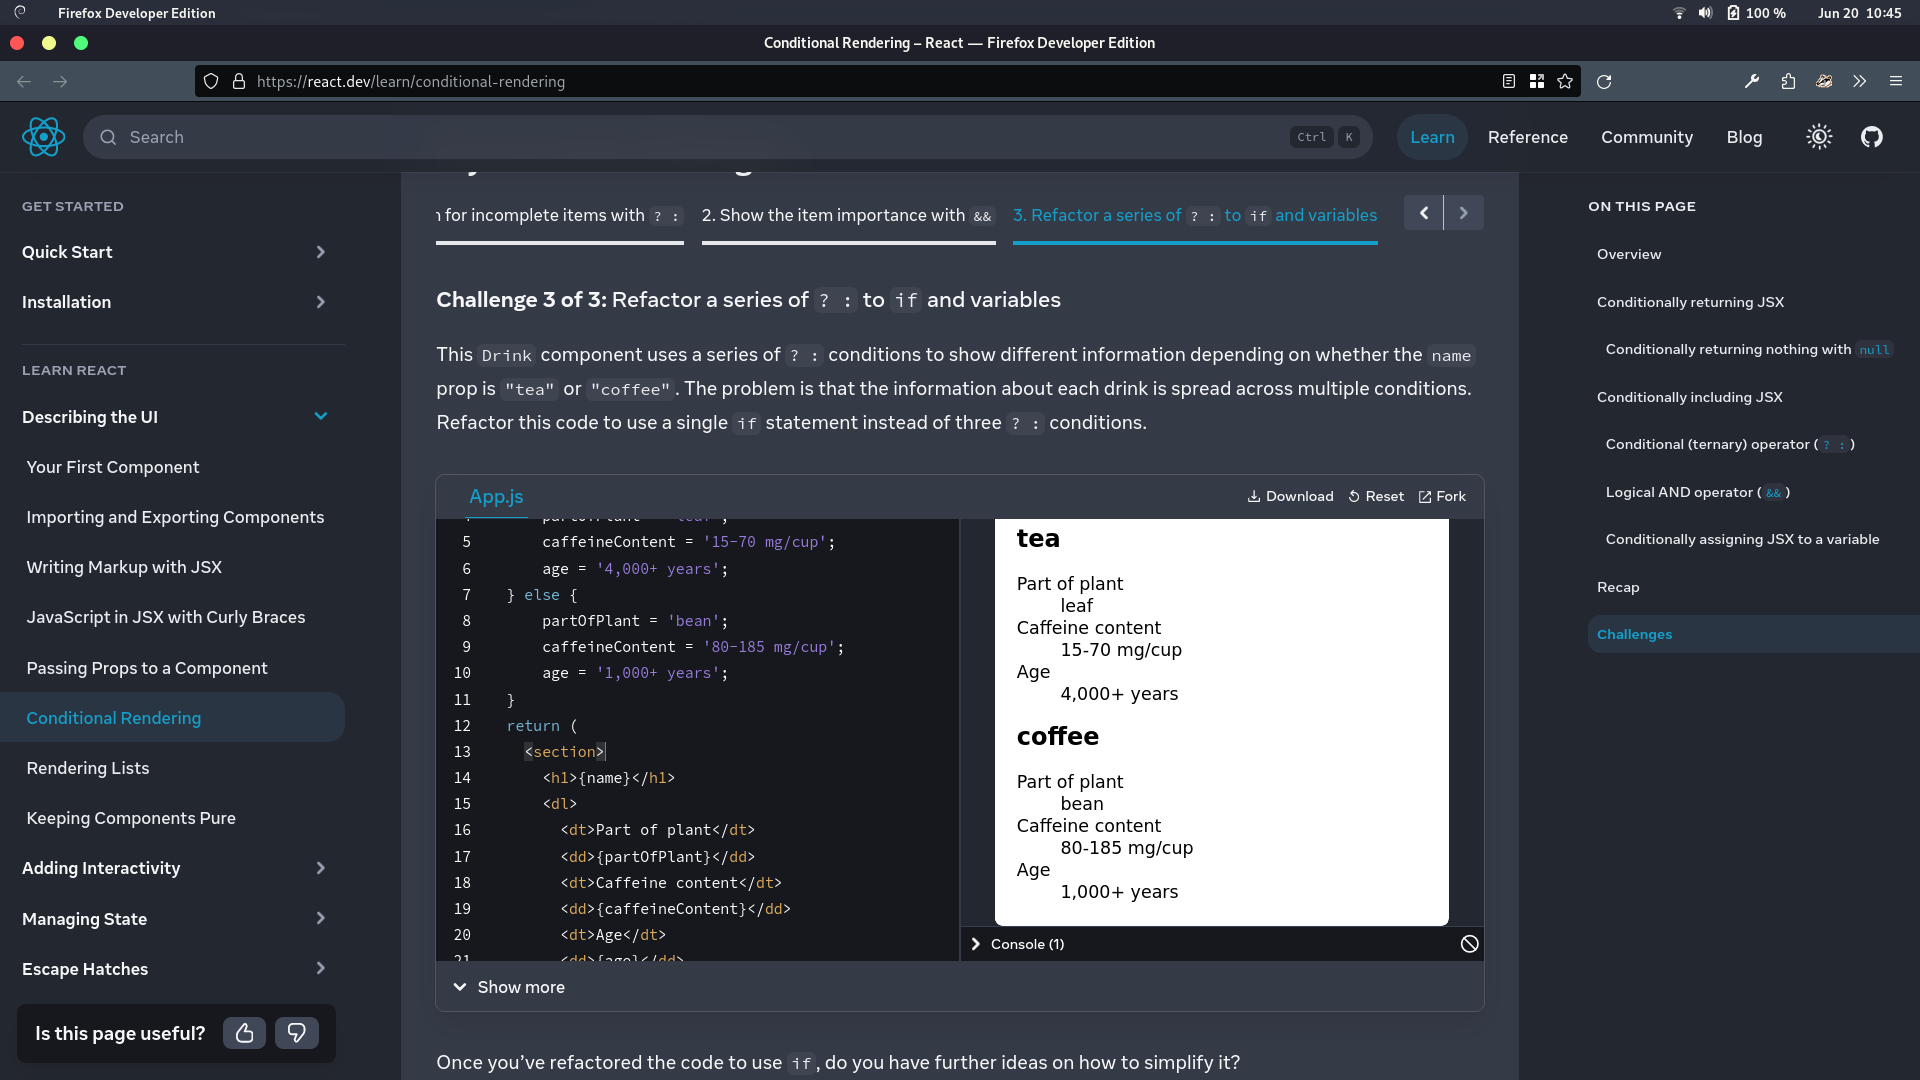 Firefox Developer Edition
100 %
Jun 20 10:45
Conditional Rendering – React — Firefox Developer Edition
https://react.dev/learn/conditional-rendering
Search
Ctrl K
Learn
Reference
Community
Blog
GET STARTED
Quick Start
Installation
LEARN REACT
Describing the UI
Your First Component
Importing and Exporting Components
Writing Markup with JSX
JavaScript in JSX with Curly Braces
Passing Props to a Component
Conditional Rendering
Rendering Lists
Keeping Components Pure
Adding Interactivity
Managing State
Escape Hatches
Is this page useful?
for incomplete items with ? :
2. Show the item importance with &&
3. Refactor a series of ? : to if and variables
Challenge 3 of 3: Refactor a series of ? : to if and variables
This Drink component uses a series of ? : conditions to show different information depending on whether the name
prop is "tea" or "coffee". The problem is that the information about each drink is spread across multiple conditions.
Refactor this code to use a single if statement instead of three ? : conditions.
App.js
Download
Reset
Fork
5 caffeineContent = '15-70 mg/cup';
6 age = '4,000+ years';
7 } else {
8 partOfPlant = 'bean';
9 caffeineContent = '80-185 mg/cup';
10 age = '1,000+ years';
11 }
12 return (
13 <section>
14 <h1>{name}</h1>
15 <dl>
16 <dt>Part of plant</dt>
17 <dd>{partOfPlant}</dd>
18 <dt>Caffeine content</dt>
19 <dd>{caffeineContent}</dd>
20 <dt>Age</dt>
21 <dd>{age}</dd>
tea
Part of plant
leaf
Caffeine content
15-70 mg/cup
Age
4,000+ years
coffee
Part of plant
bean
Caffeine content
80-185 mg/cup
Age
1,000+ years
Console (1)
Show more
Once you’ve refactored the code to use if, do you have further ideas on how to simplify it?
ON THIS PAGE
Overview
Conditionally returning JSX
Conditionally returning nothing with null
Conditionally including JSX
Conditional (ternary) operator (? :)
Logical AND operator (&&)
Conditionally assigning JSX to a variable
Recap
Challenges